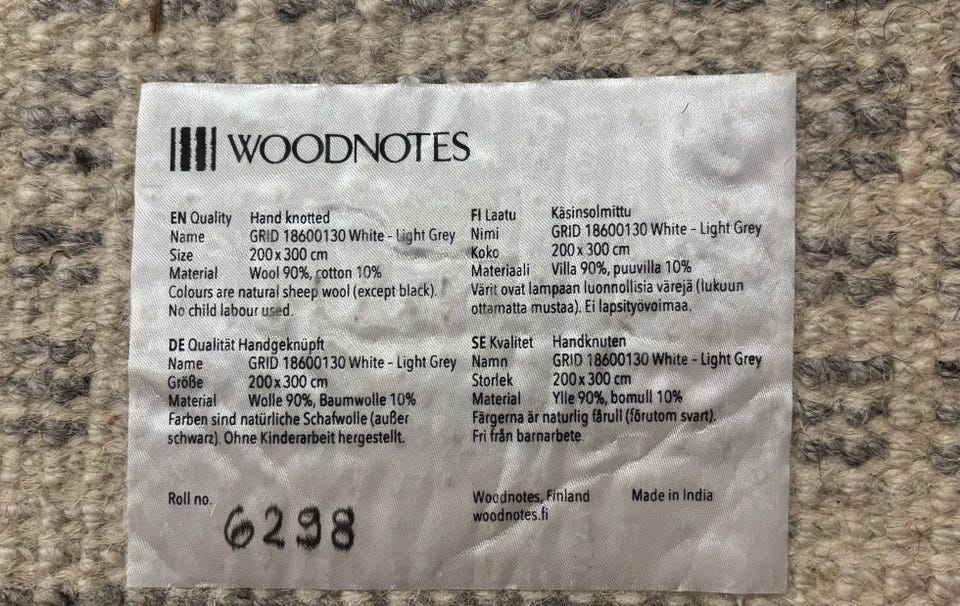 WOODNOTES
EN Quality Hand knotted
Name GRID 18600130 White - Light Grey
Size 200 x 300 cm
Material Wool 90%, cotton 10%
Colours are natural sheep wool (except black).
No child labour used.
FI Laatu Käsinsolmittu
Nimi GRID 18600130 White - Light Grey
Koko 200 x 300 cm
Materiaali Villa 90%, puuvilla 10%
Värit ovat lampaan luonnollisia värejä (lukuun
ottamatta mustaa). Ei lapsityövoimaa.
DE Qualität Handgeknüpft
Name GRID 18600130 White - Light Grey
Größe 200 x 300 cm
Material Wolle 90%, Baumwolle 10%
Farben sind natürliche Schafwolle (außer
schwarz). Ohne Kinderarbeit hergestellt.
SE Kvalitet Handknuten
Namn GRID 18600130 White - Light Grey
Storlek 200 x 300 cm
Material Ylle 90%, bomull 10%
Färgerna är naturlig fårull (förutom svart).
Fri från barnarbete.
Roll no. 6298
Woodnotes, Finland
woodnotes.fi
Made in India